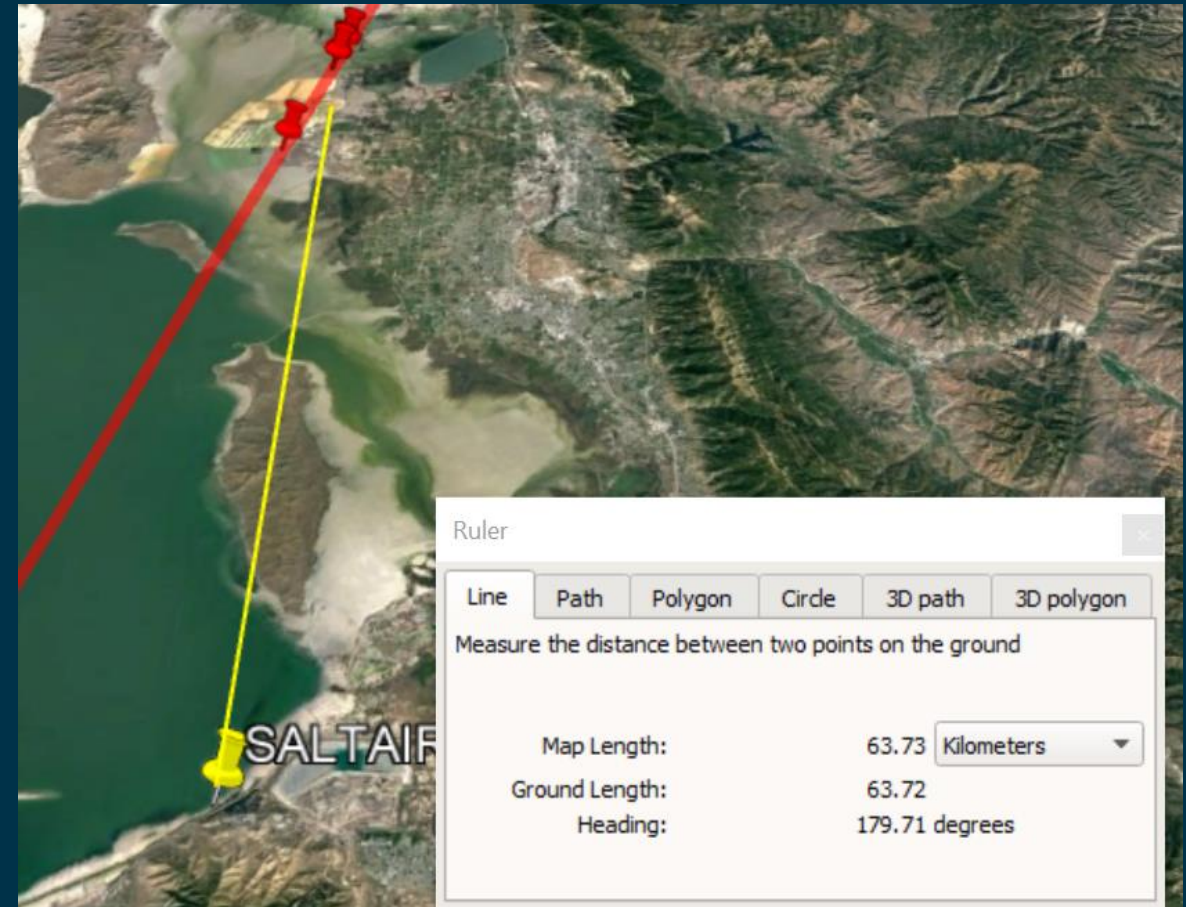 SALTAIR
Ruler
Line Path Polygon Circle 3D path 3D polygon
Measure the distance between two points on the ground
Map Length: 63.73 Kilometers
Ground Length: 63.72
Heading: 179.71 degrees